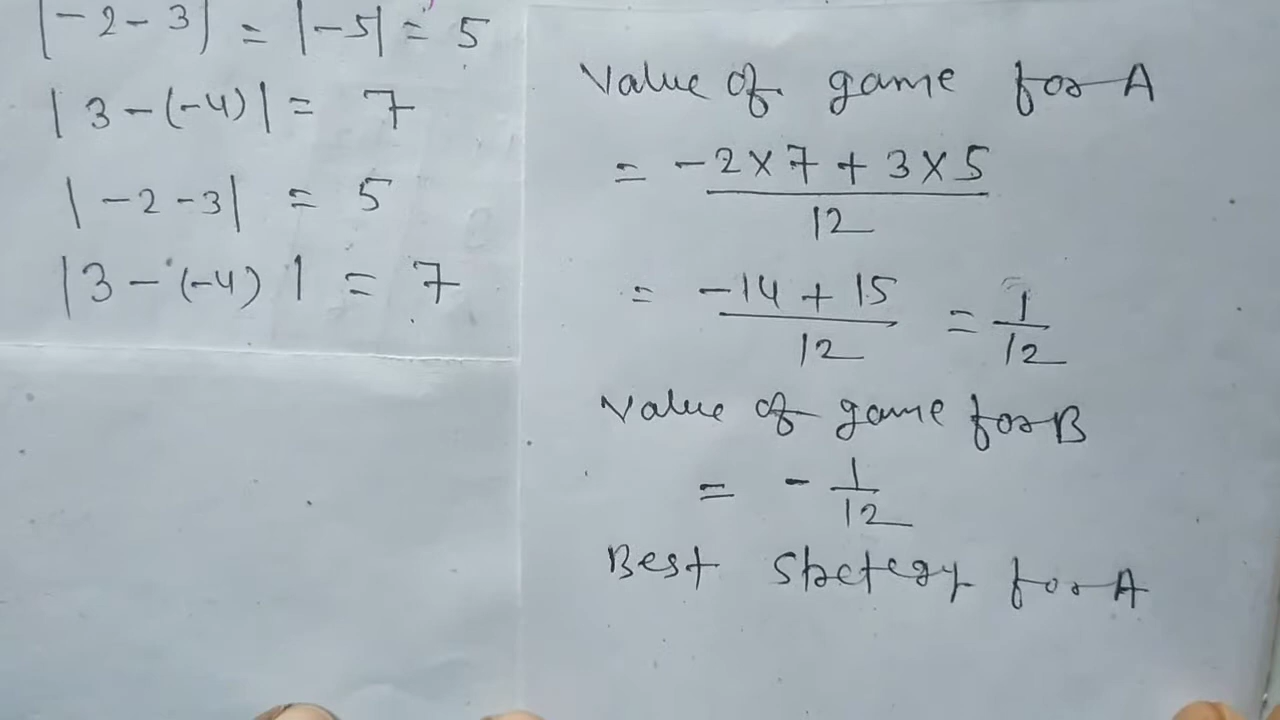 |-2-3| = |-5| = 5
|3-(-4)| = 7
|-2-3| = 5
|3-(-4)| = 7
Value of game for A
= -2×7+3×5
12
= -14+15
12
= 1
12
Value of game for B
= - 1
12
Best for A